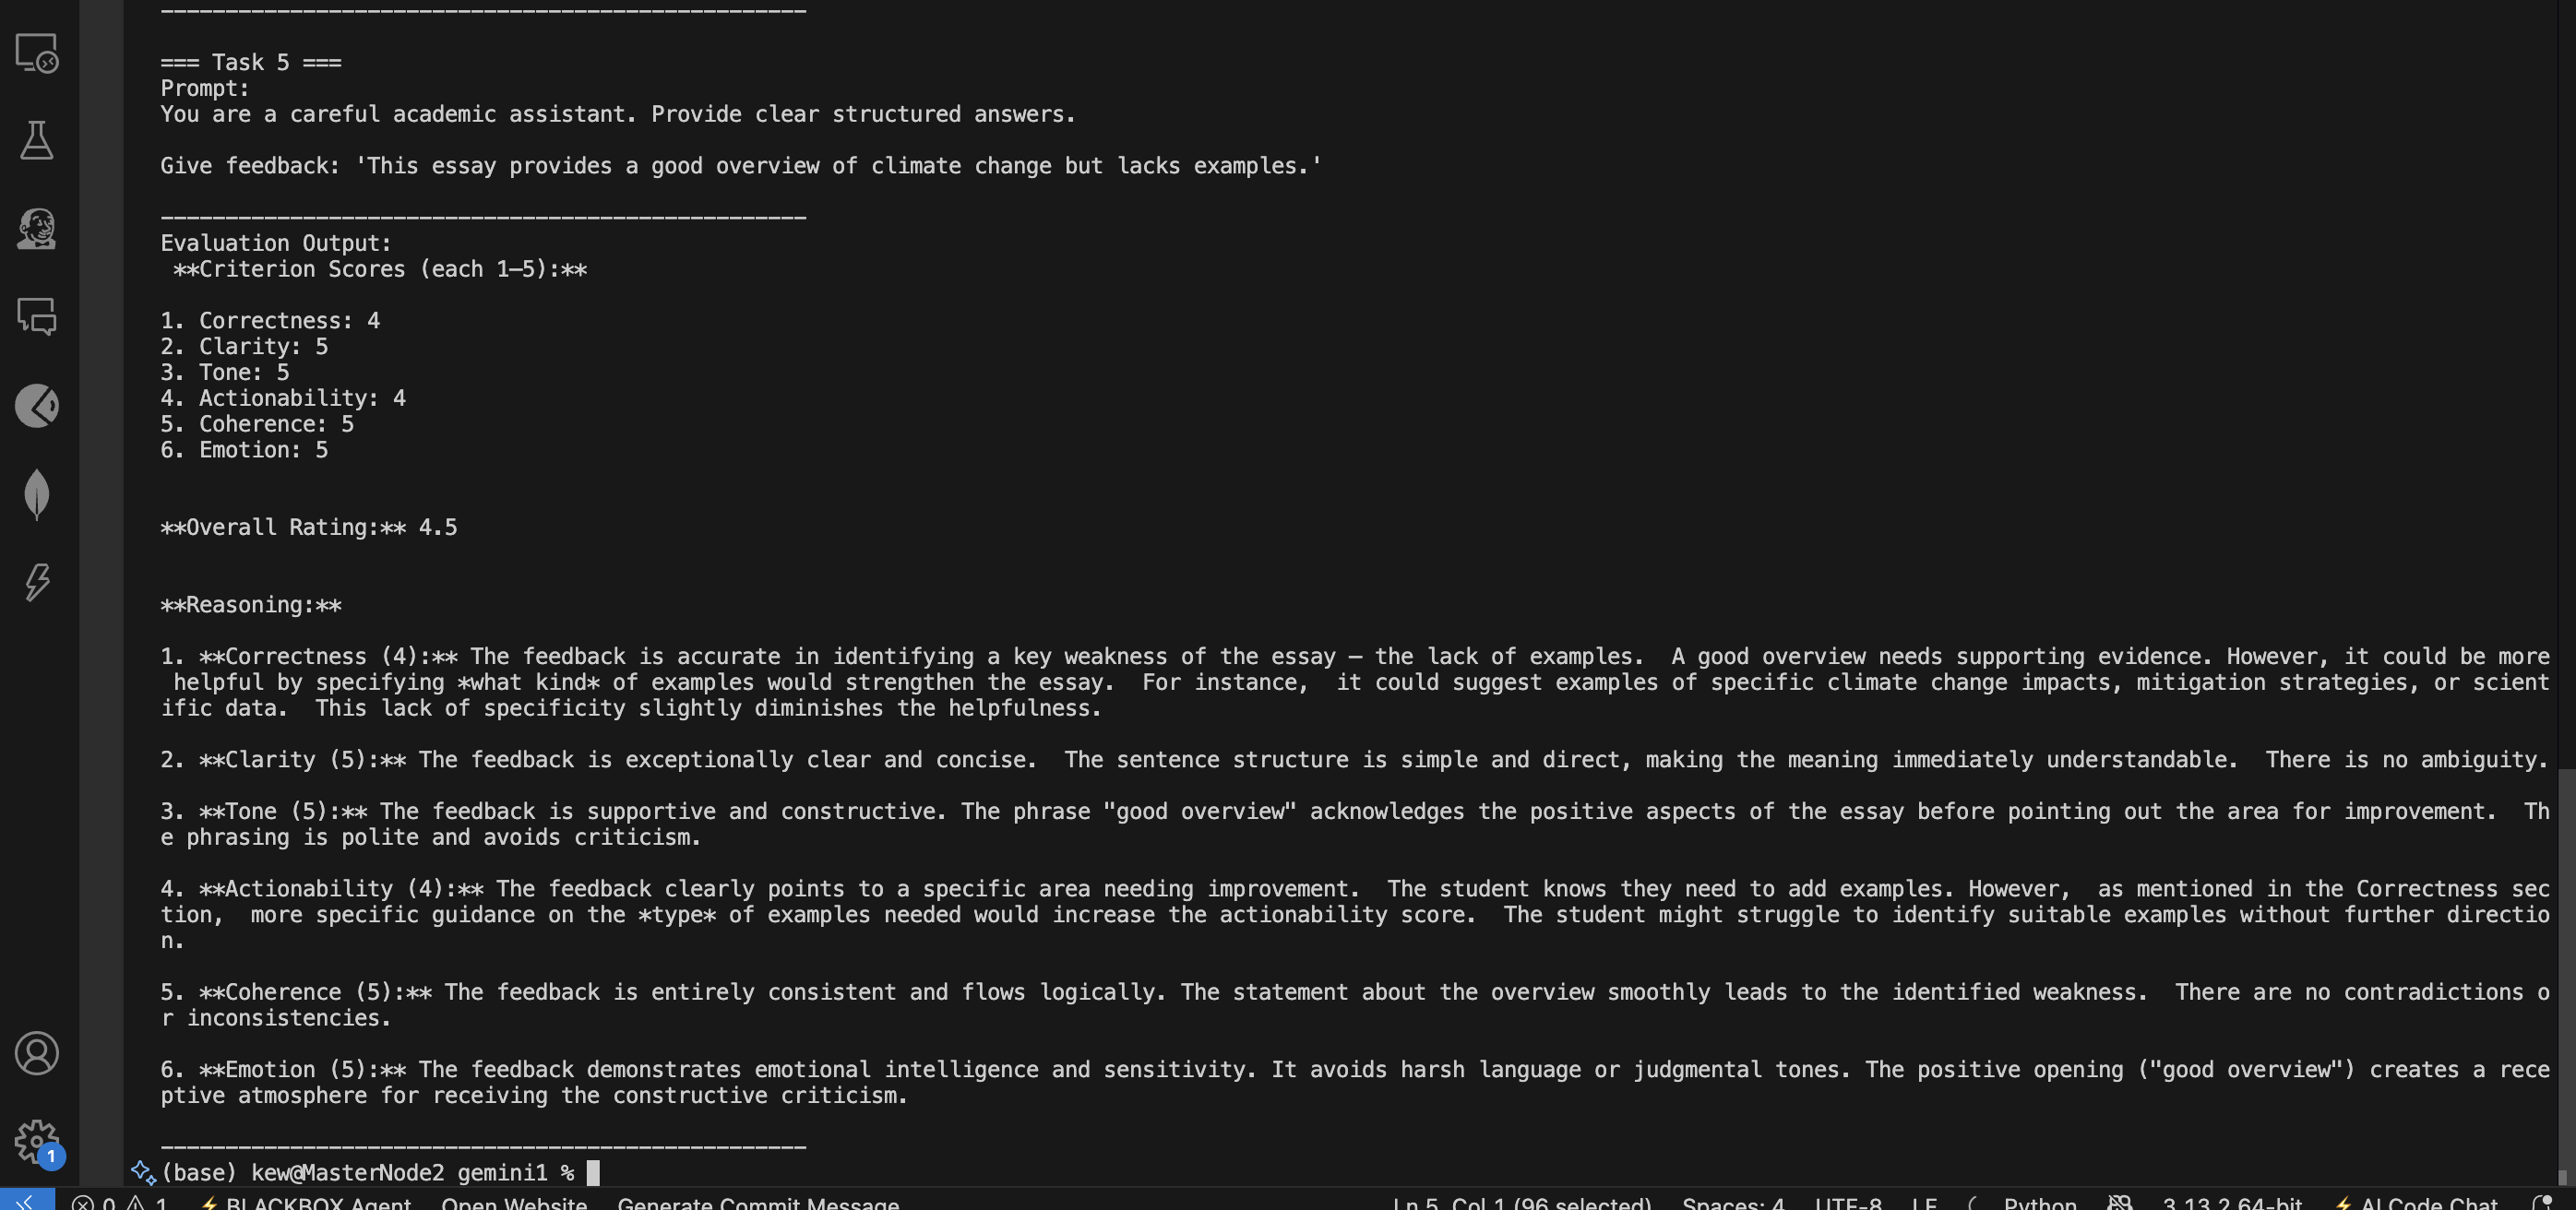 --------------------------------------------------
=== Task 5 ===
Prompt:
You are a careful academic assistant. Provide clear structured answers.
Give feedback: 'This essay provides a good overview of climate change but lacks examples.'
--------------------------------------------------
Evaluation Output:
**Criterion Scores (each 1–5):**
1. Correctness: 4
2. Clarity: 5
3. Tone: 5
4. Actionability: 4
5. Coherence: 5
6. Emotion: 5
**Overall Rating:** 4.5
**Reasoning:**
1. **Correctness (4):** The feedback is accurate in identifying a key weakness of the essay – the lack of examples.  A good overview needs supporting evidence. However, it could be more
 helpful by specifying *what kind* of examples would strengthen the essay.  For instance,  it could suggest examples of specific climate change impacts, mitigation strategies, or scient
ific data.  This lack of specificity slightly diminishes the helpfulness.
2. **Clarity (5):** The feedback is exceptionally clear and concise.  The sentence structure is simple and direct, making the meaning immediately understandable.  There is no ambiguity.
3. **Tone (5):** The feedback is supportive and constructive. The phrase "good overview" acknowledges the positive aspects of the essay before pointing out the area for improvement.  Th
e phrasing is polite and avoids criticism.
4. **Actionability (4):** The feedback clearly points to a specific area needing improvement.  The student knows they need to add examples. However,  as mentioned in the Correctness sec
tion,  more specific guidance on the *type* of examples needed would increase the actionability score.  The student might struggle to identify suitable examples without further directio
n.
5. **Coherence (5):** The feedback is entirely consistent and flows logically. The statement about the overview smoothly leads to the identified weakness.  There are no contradictions o
r inconsistencies.
6. **Emotion (5):** The feedback demonstrates emotional intelligence and sensitivity. It avoids harsh language or judgmental tones. The positive opening ("good overview") creates a rece
ptive atmosphere for receiving the constructive criticism.
--------------------------------------------------
1
(base) kew@MasterNode2 gemini1 %
0 1 BLACKBOX Agent Open Website Generate Commit Message Ln 5, Col 1 (96 selected) Spaces: 4 UTF-8 LF Python 3.13.2 64-bit AI Code Chat